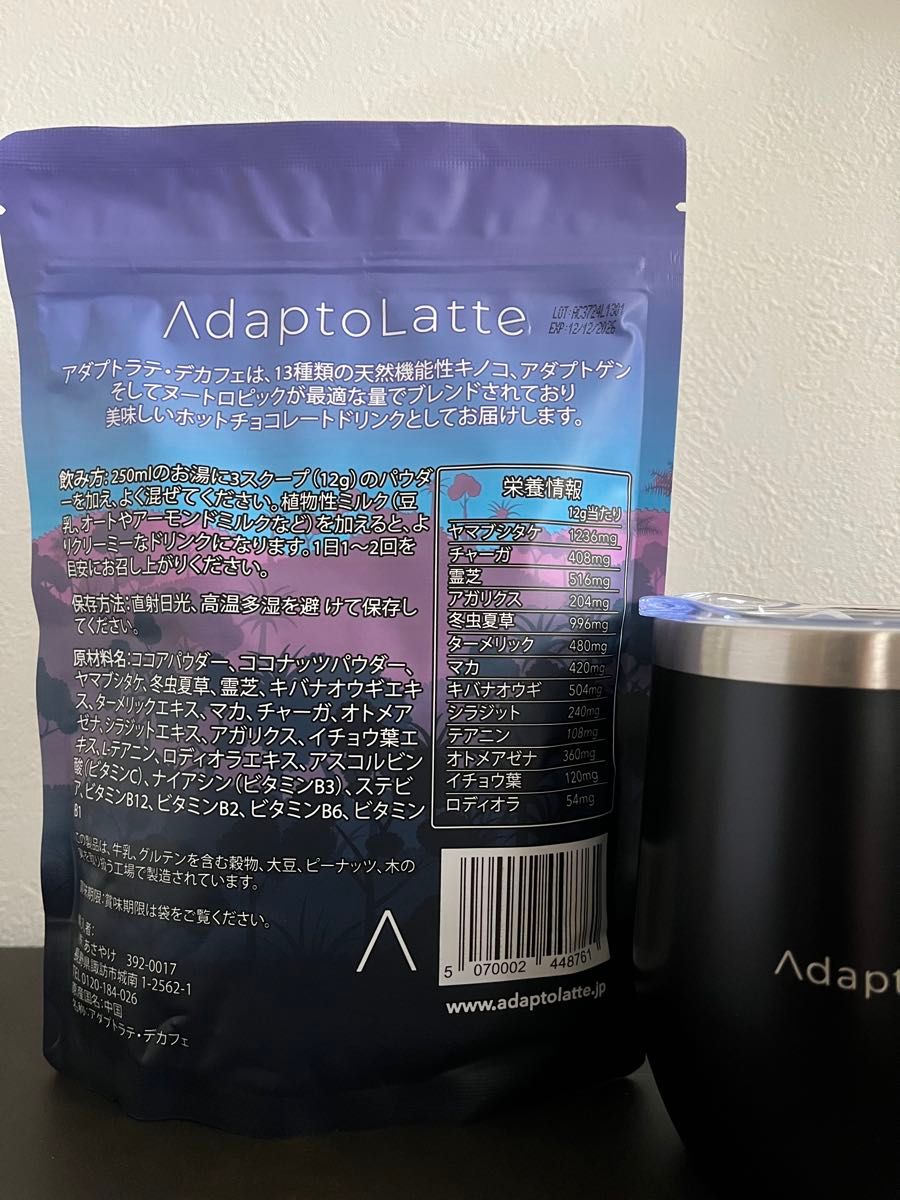 AdaptoLatte
LOT:AC3724L1301
EXP:12/12/2026
アダプトラテ・デカフェは、13種類の天然機能性キノコ、アダプトゲン
そしてヌートロピックが最適な量でブレンドされており
美味しいホットチョコレートドリンクとしてお届けします。
飲み方: 250mlのお湯に3スクープ(12g)のパウダ
ーを加え、よく混ぜてください。植物性ミルク(豆
乳、オートやアーモンドミルクなど)を加えると、よ
りクリーミーなドリンクになります。1日1〜2回を
目安にお召し上がりください。
保存方法:直射日光、高温多湿を避 けて保存し
てください。
原材料名:ココアパウダー、ココナッツパウダー、
ヤマブシタケ、冬虫夏草、霊芝、キバナオウギエキ
ス、ターメリックエキス、マカ、チャーガ、オトメア
ゼナ、シラジットエキス、アガリクス、イチョウ葉エ
キス、L-テアニン、ロディオラエキス、アスコルビン
酸(ビタミンC)、ナイアシン(ビタミンB3)、ステビ
ア、ビタミンB12、ビタミンB2、ビタミンB6、ビタミン
B1
この製品は、牛乳、グルテンを含む穀物、大豆、ピーナッツ、木の
を取り扱う工場で製造されています。
賞味期限:賞味期限は袋をご覧ください。
者:
あさやけ 392-0017
長野県諏訪市城南 1-2562-1
TEL0120-184-026
原産国名:中国
名称:アダプトラテ・デカフェ
栄養情報
12g当たり
ヤマブシタケ 1236mg
チャーガ 408mg
霊芝 516mg
アガリクス 204mg
冬虫夏草 996mg
ターメリック 480mg
マカ 420mg
キバナオウギ 504mg
シラジット 240mg
テアニン 108mg
オトメアゼナ 360mg
イチョウ葉 120mg
ロディオラ 54mg
5 070002 448761
www.adaptolatte.jp
Adapt